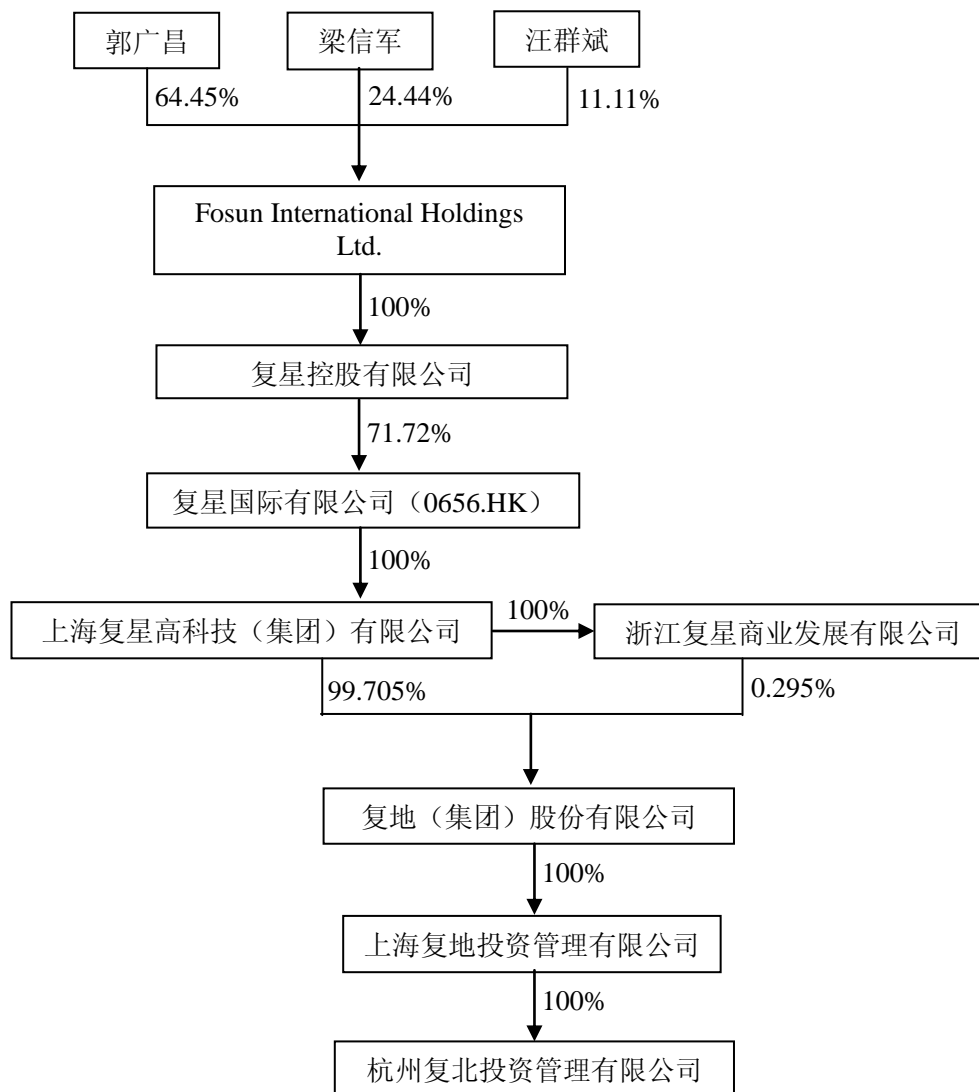 郭广昌
梁信军
汪群斌
64.45%
24.44%
11.11%
Fosun International Holdings
Ltd.
100%
复星控股有限公司
71.72%
复星国际有限公司（0656.HK）
100%
上海复星高科技（集团）有限公司
100%
浙江复星商业发展有限公司
99.705%
0.295%
复地（集团）股份有限公司
100%
上海复地投资管理有限公司
100%
杭州复北投资管理有限公司